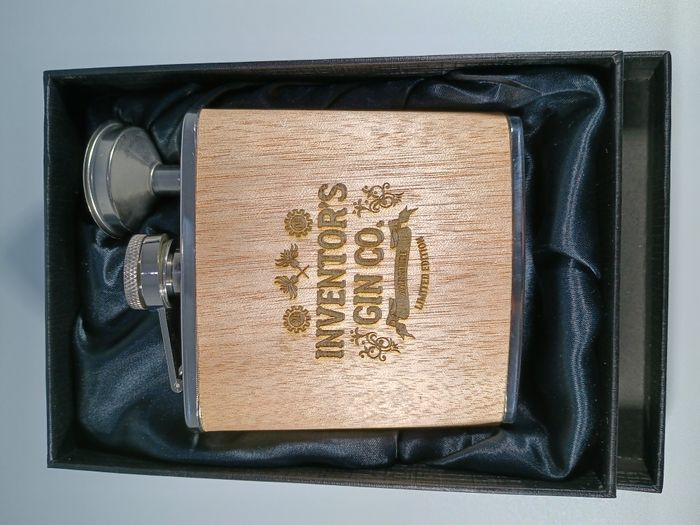 INVENTOR'S
GIN CO.
LIMITED EDITION